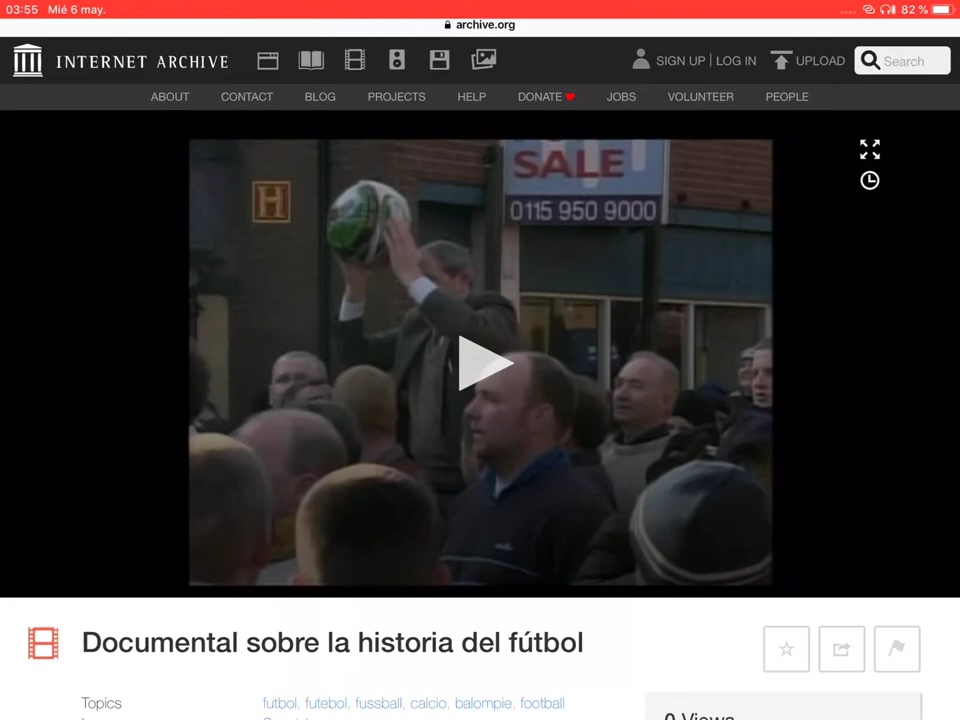 03:55 Mié 6 may. 82 %
archive.org
INTERNET ARCHIVE SIGN UP | LOG IN UPLOAD Search
ABOUT CONTACT BLOG PROJECTS HELP DONATE JOBS VOLUNTEER PEOPLE
SALE
H
0115 950 9000
Documental sobre la historia del fútbol
Topics futbol, futebol, fussball, calcio, balompie, football
0 Views